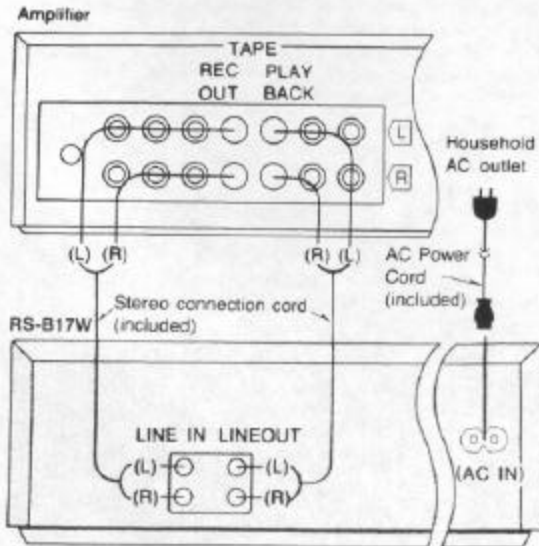 Amplifier
TAPE
REC PLAY
OUT BACK
L
R
Household
AC outlet
(L) (R)
(R) (L)
AC Power
Cord
(included)
Stereo connection cord
(included)
RS-B17W
LINE IN LINEOUT
(L) (L)
(R) (R)
(AC IN)